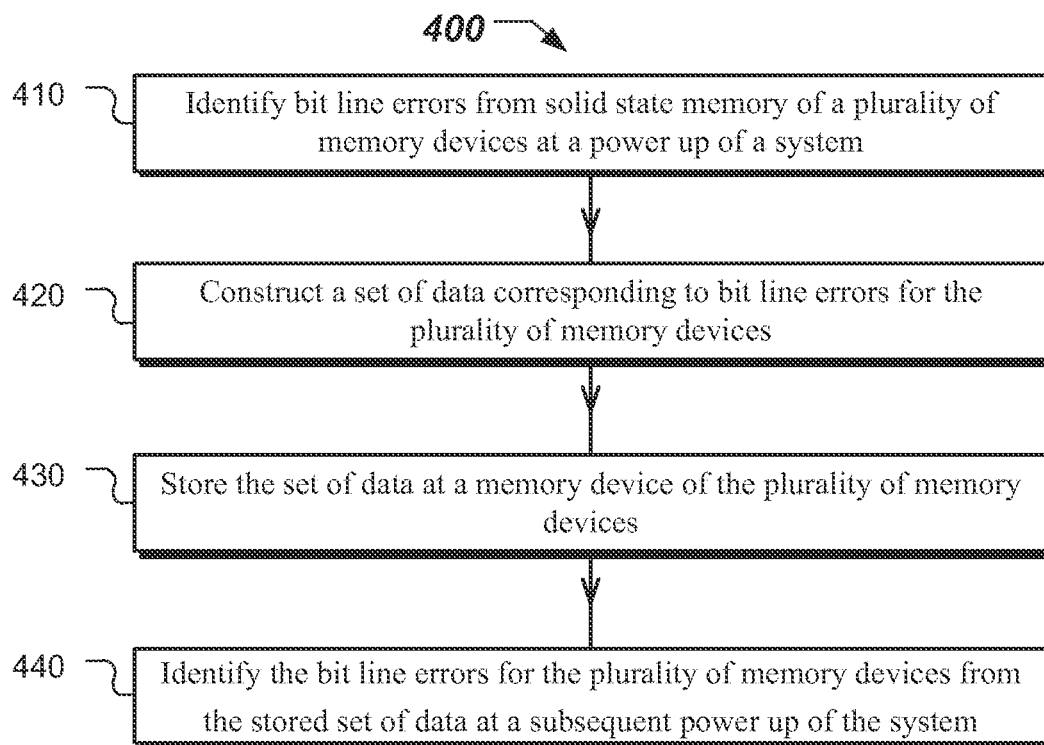 400
410
Identify bit line errors from solid state memory of a plurality of
memory devices at a power up of a system
420
Construct a set of data corresponding to bit line errors for the
plurality of memory devices
430
Store the set of data at a memory device of the plurality of memory
devices
440
Identify the bit line errors for the plurality of memory devices from
the stored set of data at a subsequent power up of the system